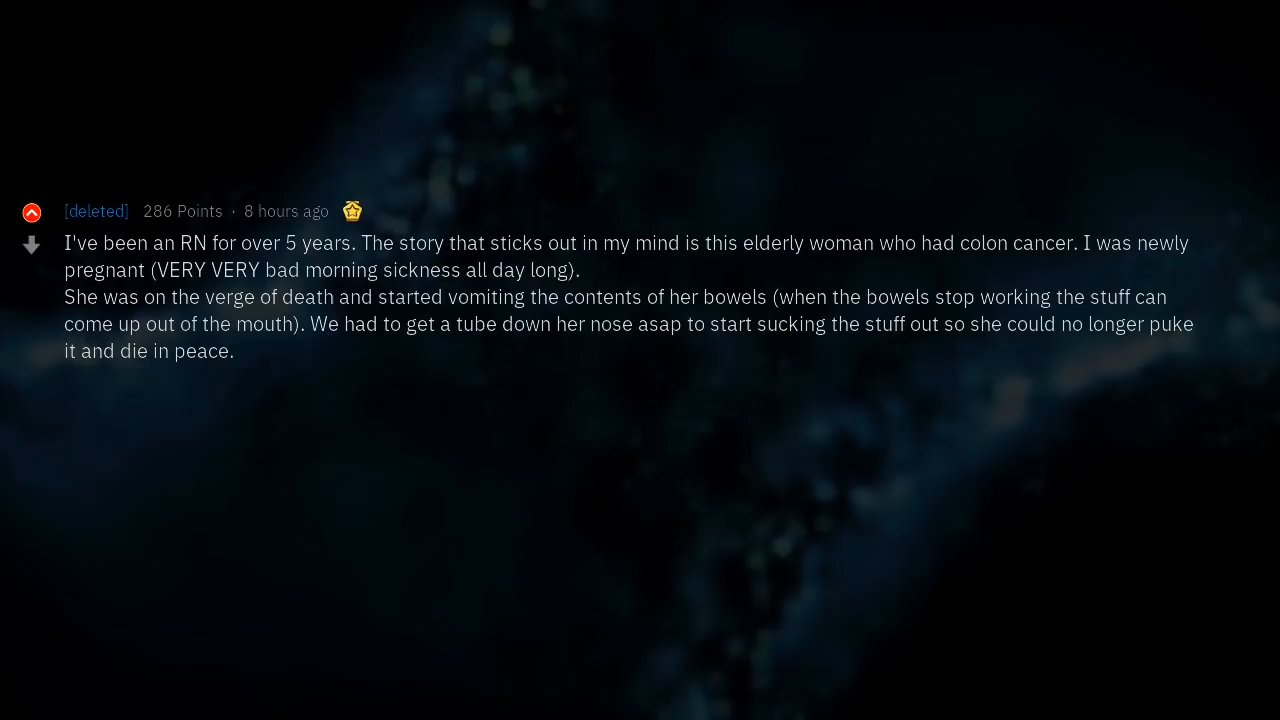 [deleted] 286 Points · 8 hours ago
I've been an RN for over 5 years. The story that sticks out in my mind is this elderly woman who had colon cancer. I was newly
pregnant (VERY VERY bad morning sickness all day long).
She was on the verge of death and started vomiting the contents of her bowels (when the bowels stop working the stuff can
come up out of the mouth). We had to get a tube down her nose asap to start sucking the stuff out so she could no longer puke
it and die in peace.